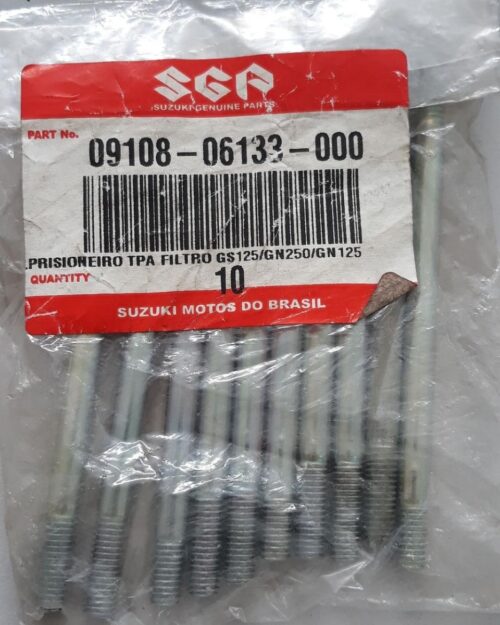 SGP
SUZUKI GENUINE PARTS
PART No.
09108-06133-000
.PRISIONEIRO TPA FILTRO GS125/GN250/GN125
QUANTITY
10
SUZUKI MOTOS DO BRASIL